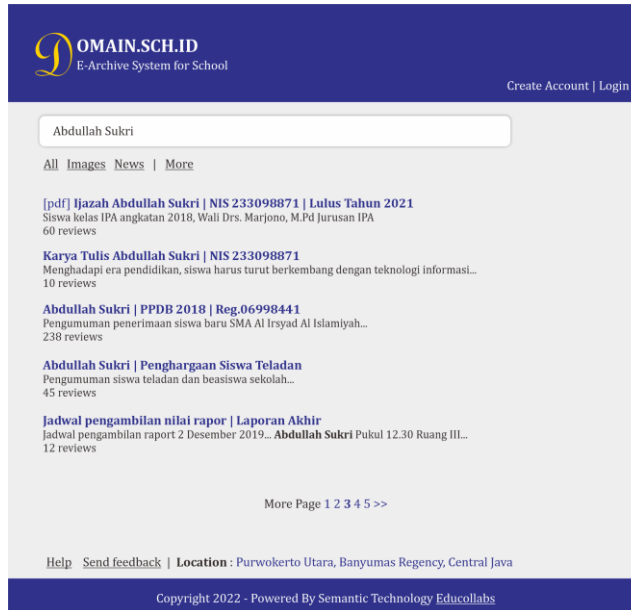 DOMAIN.SCH.ID
E-Archive System for School
Create Account | Login
Abdullah Sukri
All Images News | More
[pdf] Ijazah Abdullah Sukri | NIS 233098871 | Lulus Tahun 2021
Siswa kelas IPA angkatan 2018, Wali Drs. Marjono, M.Pd Jurusan IPA
60 reviews
Karya Tulis Abdullah Sukri | NIS 233098871
Menghadapi era pendidikan, siswa harus turut berkembang dengan teknologi informasi...
10 reviews
Abdullah Sukri | PPDB 2018 | Reg.06998441
Pengumuman penerimaan siswa baru SMA Al Irsyad Al Islamiyah...
238 reviews
Abdullah Sukri | Penghargaan Siswa Teladan
Pengumuman siswa teladan dan beasiswa sekolah...
45 reviews
Jadwal pengambilan nilai rapor | Laporan Akhir
Jadwal pengambilan raport 2 Desember 2019... Abdullah Sukri Pukul 12.30 Ruang III...
12 reviews
More Page 1 2 3 4 5 >>
Help Send feedback | Location : Purwokerto Utara, Banyumas Regency, Central Java
Copyright 2022 - Powered By Semantic Technology Educollabs